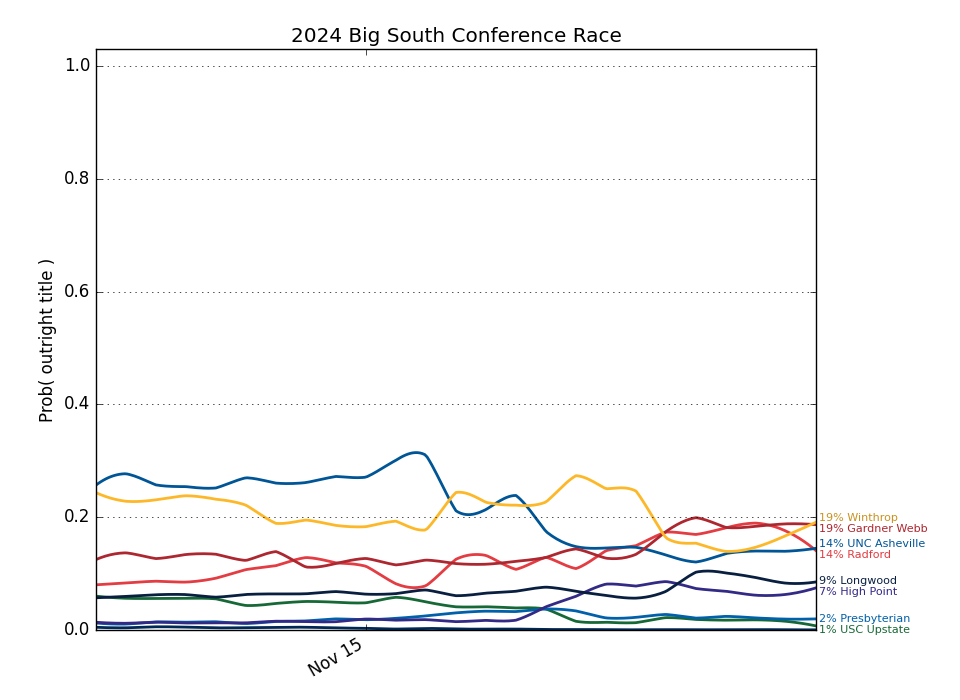 2024 Big South Conference Race
Prob( outright title )
1.0
0.8
0.6
0.4
0.2
0.0
Nov 15
19% Winthrop
19% Gardner Webb
14% UNC Asheville
14% Radford
9% Longwood
7% High Point
2% Presbyterian
1% USC Upstate